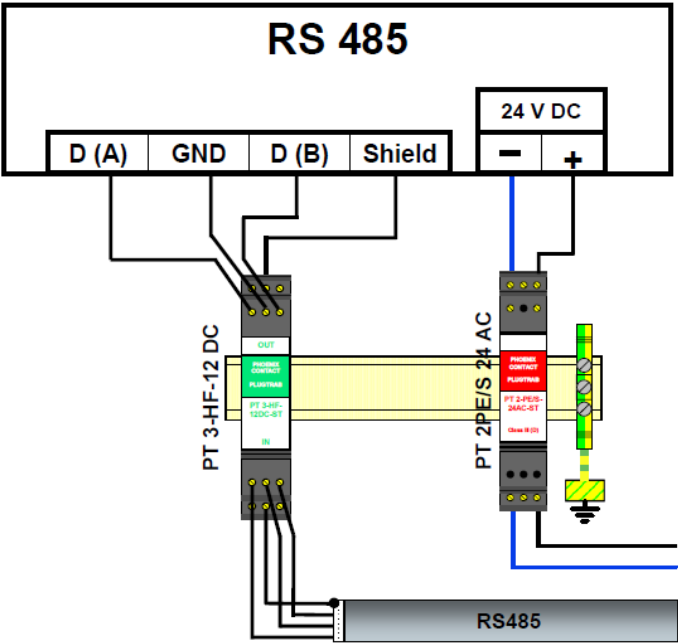 RS 485
24 V DC
D (A) GND D (B) Shield
− +
PT 3-HF-12 DC
OUT
PHOENIX
CONTACT
PLUGTRAB
PT 3-HF-
12DC-ST
IN
PT 2PE/S 24 AC
PHOENIX
CONTACT
PLUGTRAB
PT 2-PE/S-
24AC-ST
Class III (D)
RS485